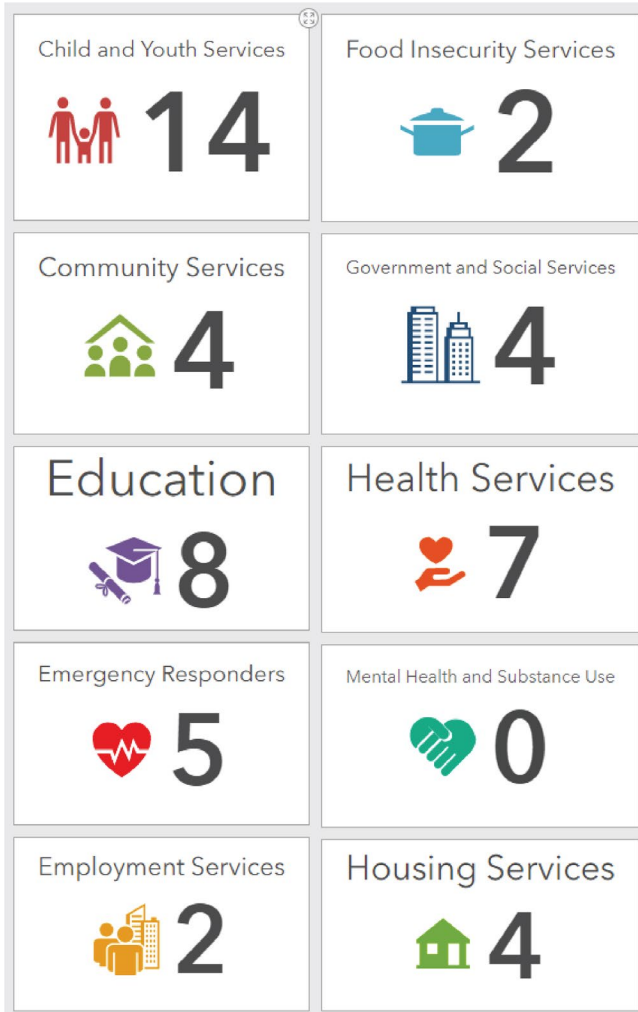 Child and Youth Services
14
Food Insecurity Services
2
Community Services
4
Government and Social Services
4
Education
8
Health Services
7
Emergency Responders
5
Mental Health and Substance Use
0
Employment Services
2
Housing Services
4